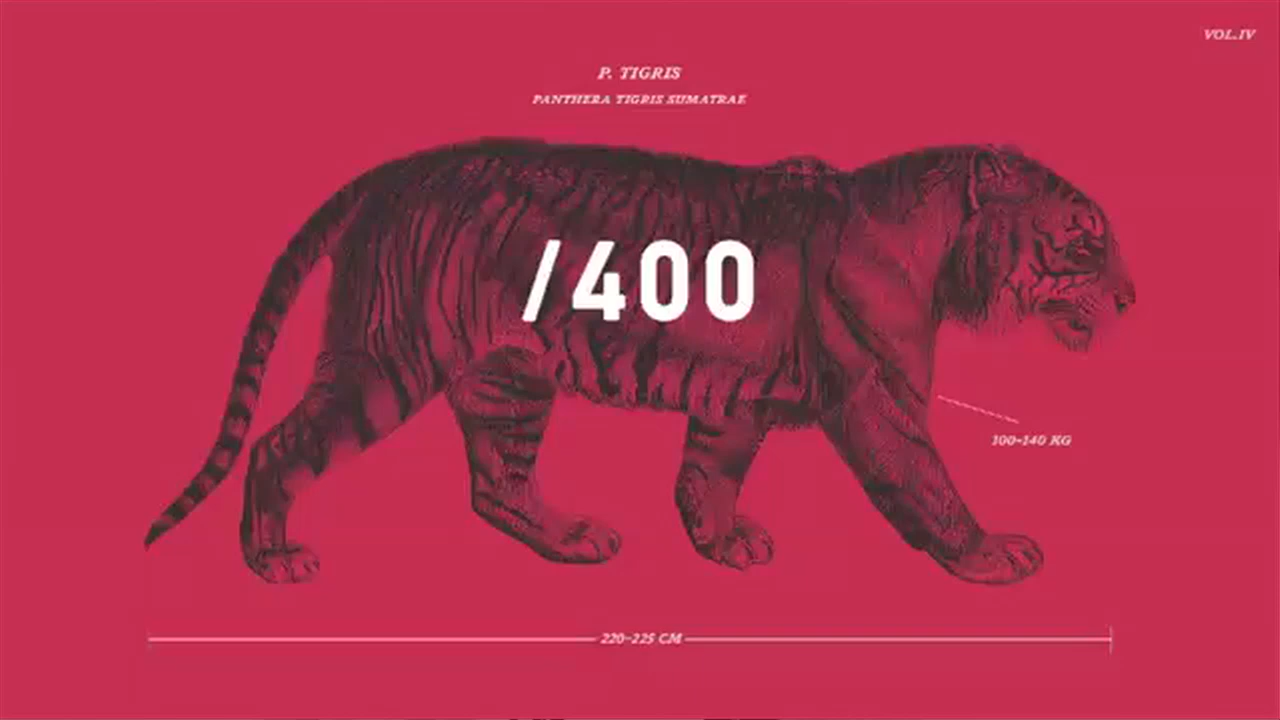 VOL.IV
P. TIGRIS
PANTHERA TIGRIS SUMATRAE
/400
100-140 KG
220-225 CM